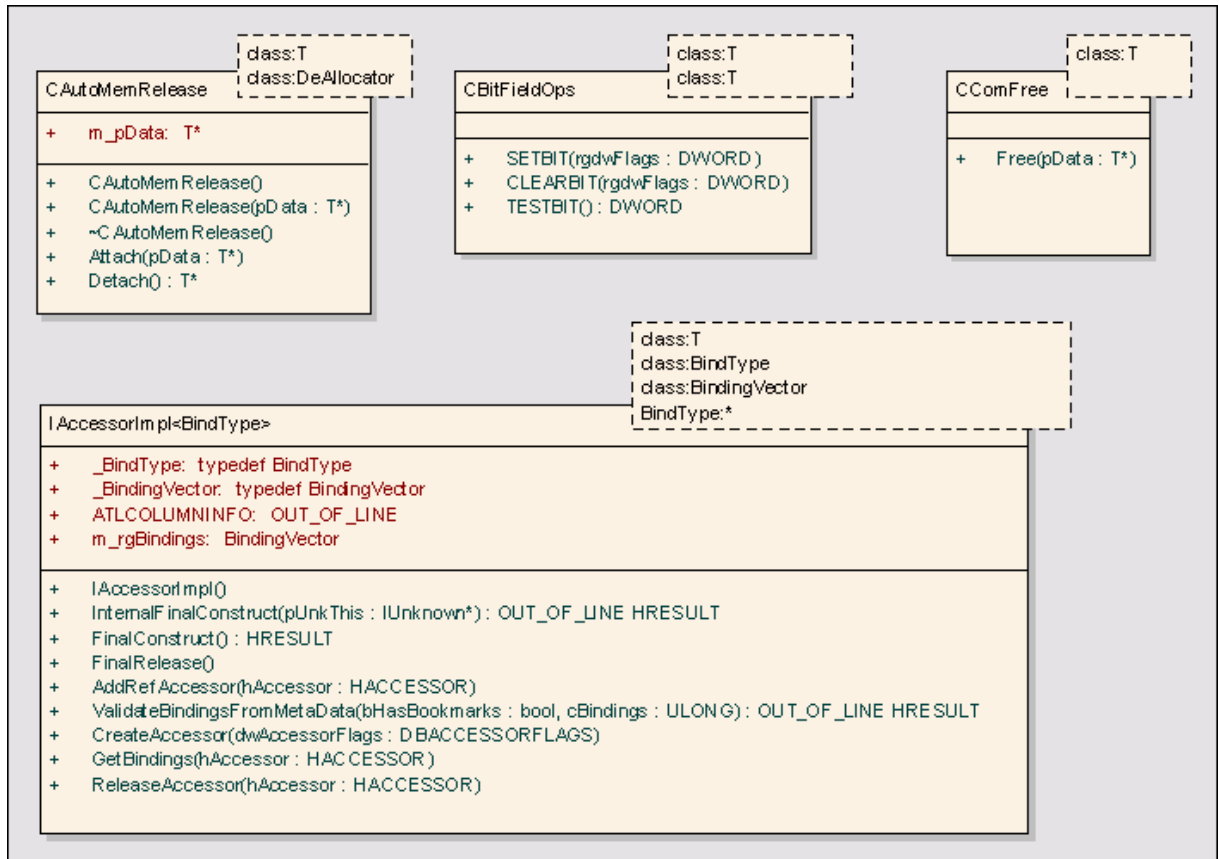 class:T
class:DeAllocator
CAutoMemRelease
+ m_pData: T*
+ CAutoMemRelease()
+ CAutoMemRelease(pData : T*)
+ ~CAutoMemRelease()
+ Attach(pData : T*)
+ Detach() : T*
class:T
class:T
CBitFieldOps
+ SETBIT(rgdwFlags : DWORD)
+ CLEARBIT(rgdwFlags : DWORD)
+ TESTBIT() : DWORD
class:T
CComFree
+ Free(pData : T*)
class:T
class:BindType
class:BindingVector
BindType:*
IAccessorImpl<BindType>
+ _BindType: typedef BindType
+ _BindingVector: typedef BindingVector
+ ATLCOLUMNINFO: OUT_OF_LINE
+ m_rgBindings: BindingVector
+ IAccessorImpl()
+ InternalFinalConstruct(pUnkThis : IUnknown*) : OUT_OF_LINE HRESULT
+ FinalConstruct() : HRESULT
+ FinalRelease()
+ AddRefAccessor(hAccessor : HACCESSOR)
+ ValidateBindingsFromMetaData(bHasBookmarks : bool, cBindings : ULONG) : OUT_OF_LINE HRESULT
+ CreateAccessor(dwAccessorFlags : DBACCESSORFLAGS)
+ GetBindings(hAccessor : HACCESSOR)
+ ReleaseAccessor(hAccessor : HACCESSOR)